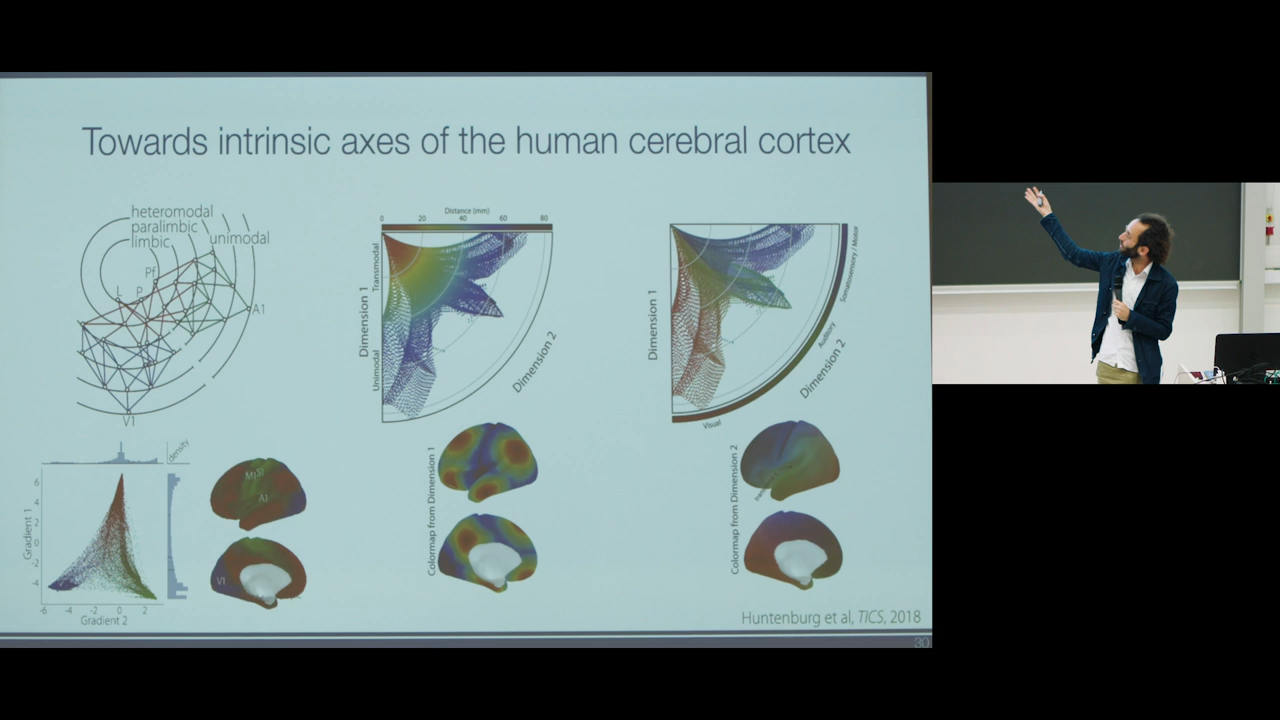 Towards intrinsic axes of the human cerebral cortex
heteromodal
paralimbic
limbic
unimodal
Pf
L
P
A1
V1
density
Gradient 1
6
4
2
0
-2
-4
-6
-4
-2
0
2
Gradient 2
M1
S1
A1
V1
Distance (mm)
0 20 40 60 80
Transmodal
Dimension 1
Unimodal
Dimension 2
Colormap from Dimension 1
Dimension 1
Somatosensory / Motor
Auditory
Dimension 2
Visual
Colormap from Dimension 2
Huntenburg et al, TICS, 2018
30